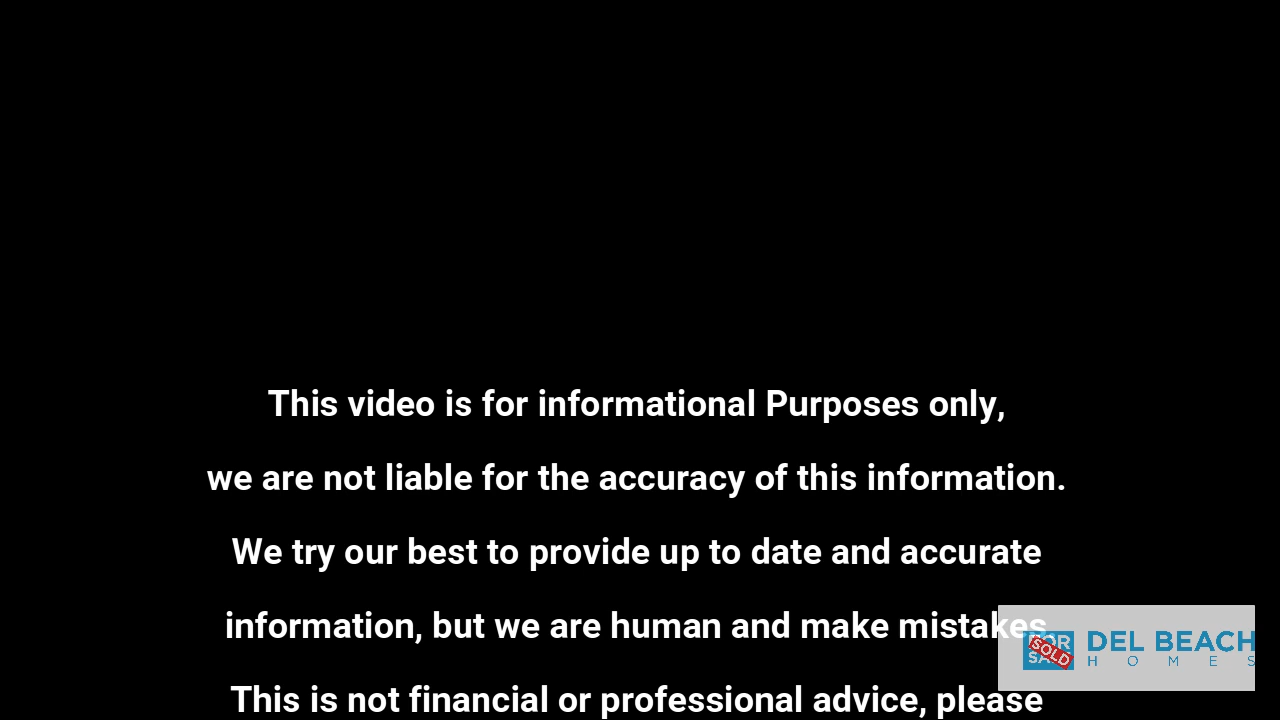 This video is for informational Purposes only,
we are not liable for the accuracy of this information.
We try our best to provide up to date and accurate
information, but we are human and make mistakes
This is not financial or professional advice, please
FOR
SOLD
SA
DEL BEACH
HOMES